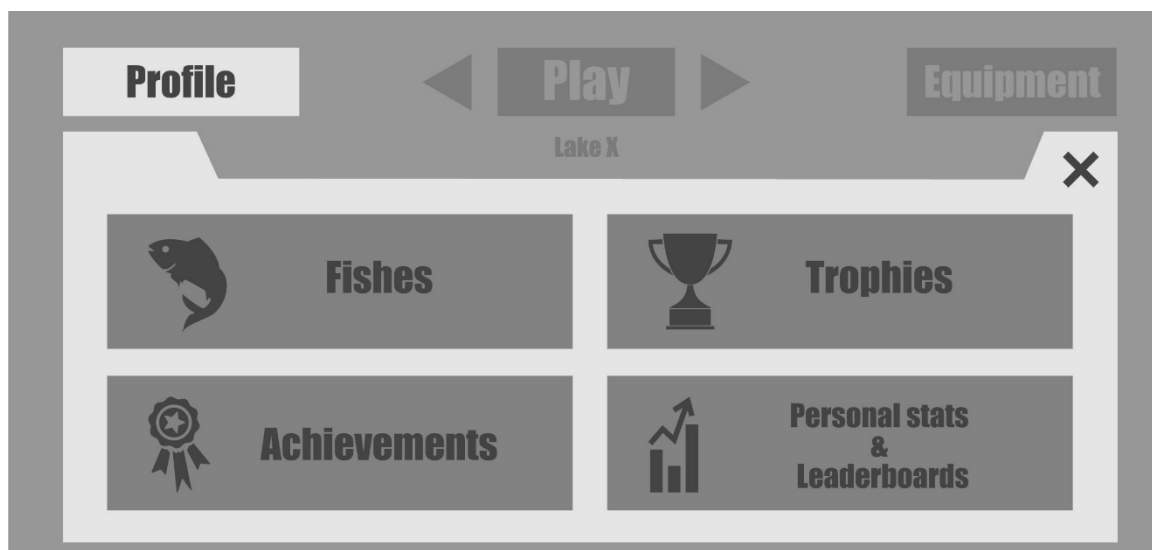 Profile
Play
Equipment
Lake X
Fishes
Trophies
Achievements
Personal stats
&
Leaderboards